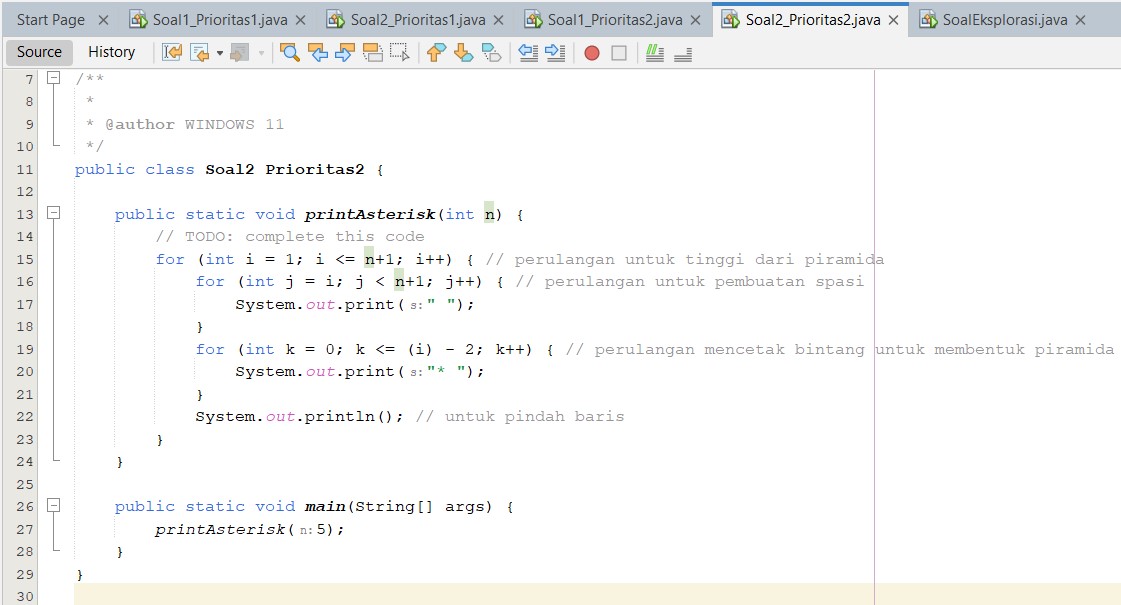 Start Page Soal1_Prioritas1.java Soal2_Prioritas1.java Soal1_Prioritas2.java Soal2_Prioritas2.java SoalEksplorasi.java
Source History
7 /**
8 *
9 * @author WINDOWS 11
10 */
11 public class Soal2 Prioritas2 {
12
13 public static void printAsterisk(int n) {
14 // TODO: complete this code
15 for (int i = 1; i <= n+1; i++) { // perulangan untuk tinggi dari piramida
16 for (int j = i; j < n+1; j++) { // perulangan untuk pembuatan spasi
17 System.out.print(s:" ");
18 }
19 for (int k = 0; k <= (i) - 2; k++) { // perulangan mencetak bintang untuk membentuk piramida
20 System.out.print(s:"* ");
21 }
22 System.out.println(); // untuk pindah baris
23 }
24 }
25
26 public static void main(String[] args) {
27 printAsterisk(n:5);
28 }
29 }
30